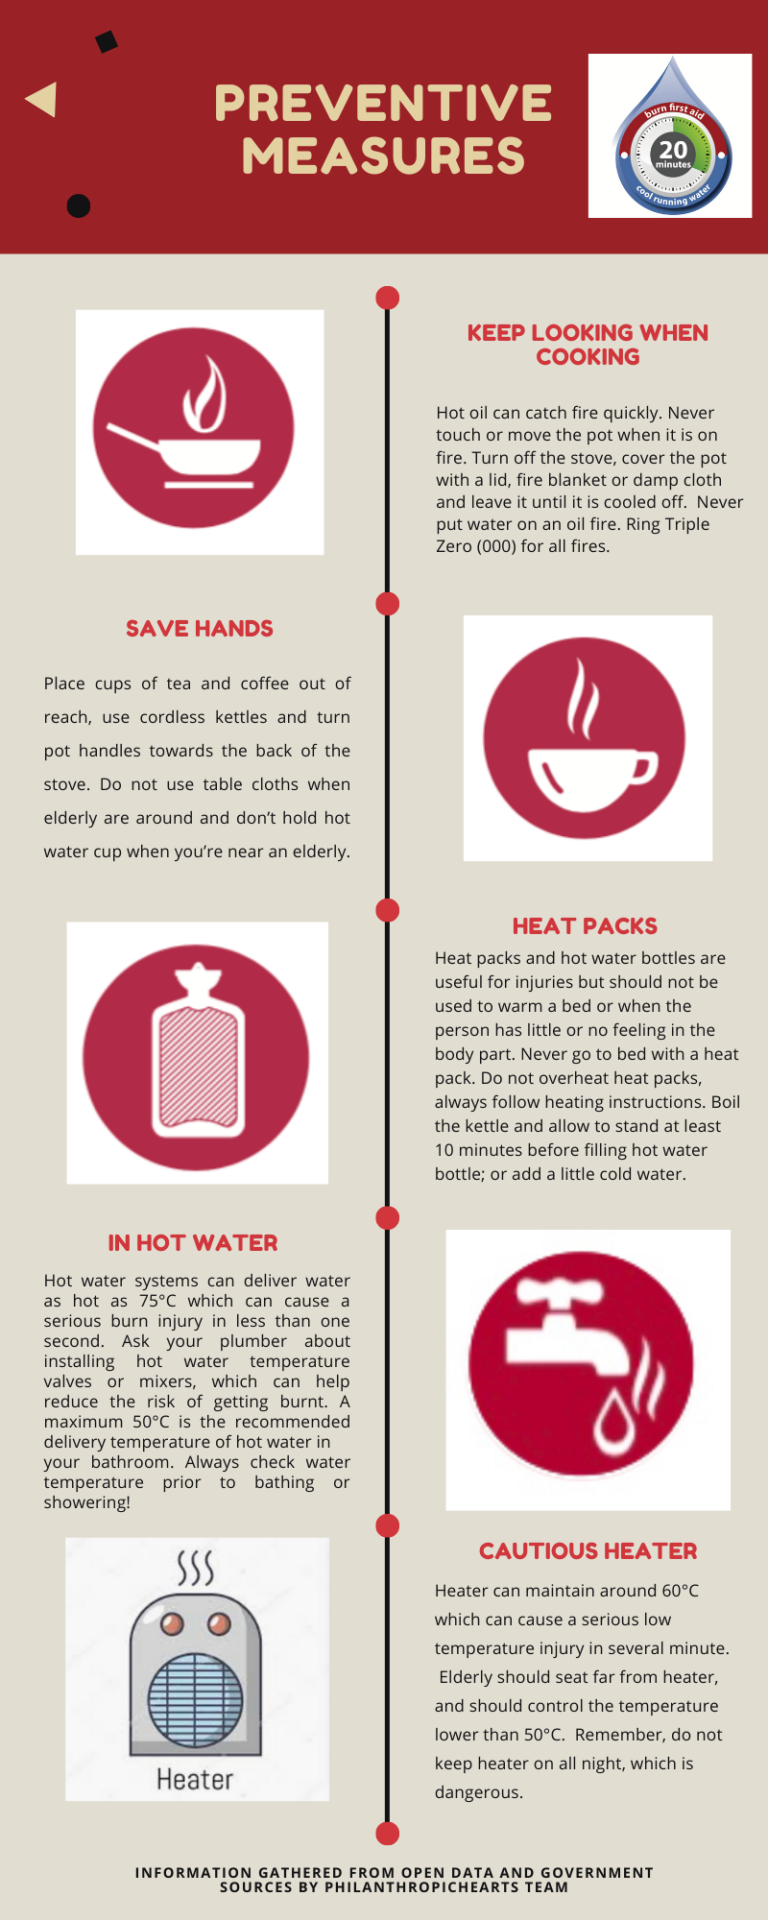 PREVENTIVE
MEASURES
burn first aid
20
minutes
cool running water
KEEP LOOKING WHEN
COOKING
Hot oil can catch fire quickly. Never
touch or move the pot when it is on
fire. Turn off the stove, cover the pot
with a lid, fire blanket or damp cloth
and leave it until it is cooled off.  Never
put water on an oil fire. Ring Triple
Zero (000) for all fires.
SAVE HANDS
Place cups of tea and coffee out of
reach, use cordless kettles and turn
pot handles towards the back of the
stove. Do not use table cloths when
elderly are around and don't hold hot
water cup when you're near an elderly.
HEAT PACKS
Heat packs and hot water bottles are
useful for injuries but should not be
used to warm a bed or when the
person has little or no feeling in the
body part. Never go to bed with a heat
pack. Do not overheat heat packs,
always follow heating instructions. Boil
the kettle and allow to stand at least
10 minutes before filling hot water
bottle; or add a little cold water.
IN HOT WATER
Hot water systems can deliver water
as hot as 75°C which can cause a
serious burn injury in less than one
second. Ask your plumber about
installing hot water temperature
valves or mixers, which can help
reduce the risk of getting burnt. A
maximum 50°C is the recommended
delivery temperature of hot water in
your bathroom. Always check water
temperature prior to bathing or
showering!
Heater
CAUTIOUS HEATER
Heater can maintain around 60°C
which can cause a serious low
temperature injury in several minute.
Elderly should seat far from heater,
and should control the temperature
lower than 50°C.  Remember, do not
keep heater on all night, which is
dangerous.
INFORMATION GATHERED FROM OPEN DATA AND GOVERNMENT
SOURCES BY PHILANTHROPICHEARTS TEAM